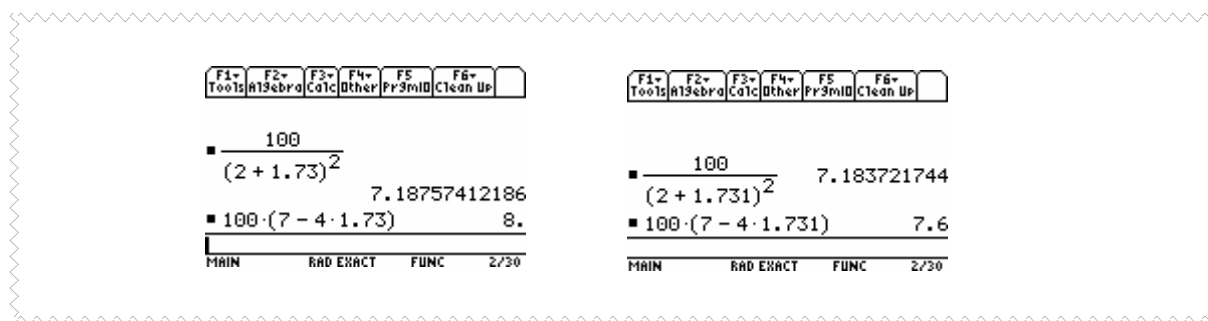 F1 F2 F3 F4 F5 F6
Tools Algebra Calc Other PrgmIO Clean Up
100
(2 + 1.73)²
7.18757412186
100·(7 − 4·1.73) 8.
MAIN RAD EXACT FUNC 2/30
F1 F2 F3 F4 F5 F6
Tools Algebra Calc Other PrgmIO Clean Up
100
(2 + 1.731)² 7.183721744
100·(7 − 4·1.731) 7.6
MAIN RAD EXACT FUNC 2/30